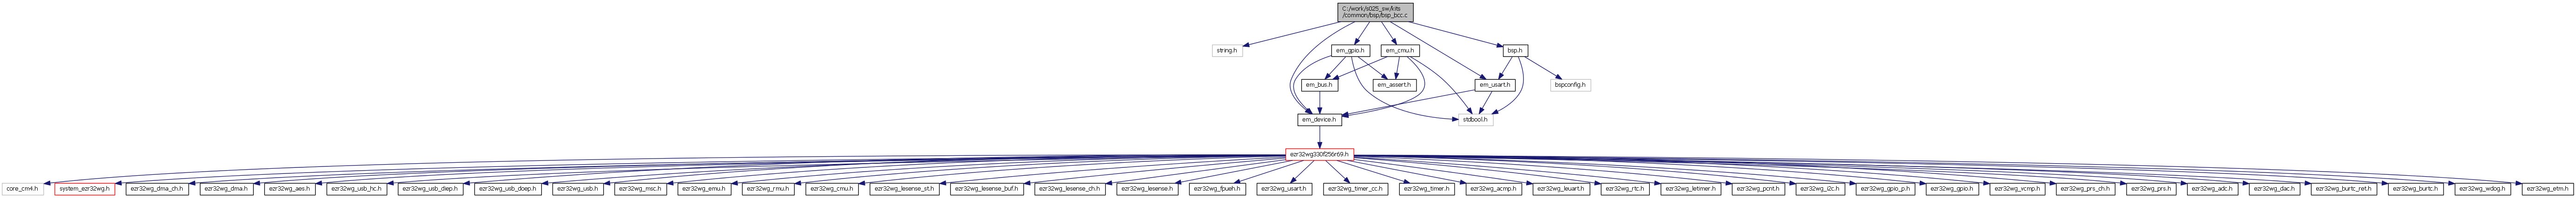 C:/work/s025_sw/kits
/common/bsp/bsp_bcc.c
string.h
em_gpio.h
em_cmu.h
bsp.h
em_bus.h
em_assert.h
em_usart.h
bspconfig.h
em_device.h
stdbool.h
ezr32wg330f256r69.h
core_cm4.h
system_ezr32wg.h
ezr32wg_dma_ch.h
ezr32wg_dma.h
ezr32wg_aes.h
ezr32wg_usb_hc.h
ezr32wg_usb_diep.h
ezr32wg_usb_doep.h
ezr32wg_usb.h
ezr32wg_msc.h
ezr32wg_emu.h
ezr32wg_rmu.h
ezr32wg_cmu.h
ezr32wg_lesense_st.h
ezr32wg_lesense_buf.h
ezr32wg_lesense_ch.h
ezr32wg_lesense.h
ezr32wg_fpueh.h
ezr32wg_usart.h
ezr32wg_timer_cc.h
ezr32wg_timer.h
ezr32wg_acmp.h
ezr32wg_leuart.h
ezr32wg_rtc.h
ezr32wg_letimer.h
ezr32wg_pcnt.h
ezr32wg_i2c.h
ezr32wg_gpio_p.h
ezr32wg_gpio.h
ezr32wg_vcmp.h
ezr32wg_prs_ch.h
ezr32wg_prs.h
ezr32wg_adc.h
ezr32wg_dac.h
ezr32wg_burtc_ret.h
ezr32wg_burtc.h
ezr32wg_wdog.h
ezr32wg_etm.h